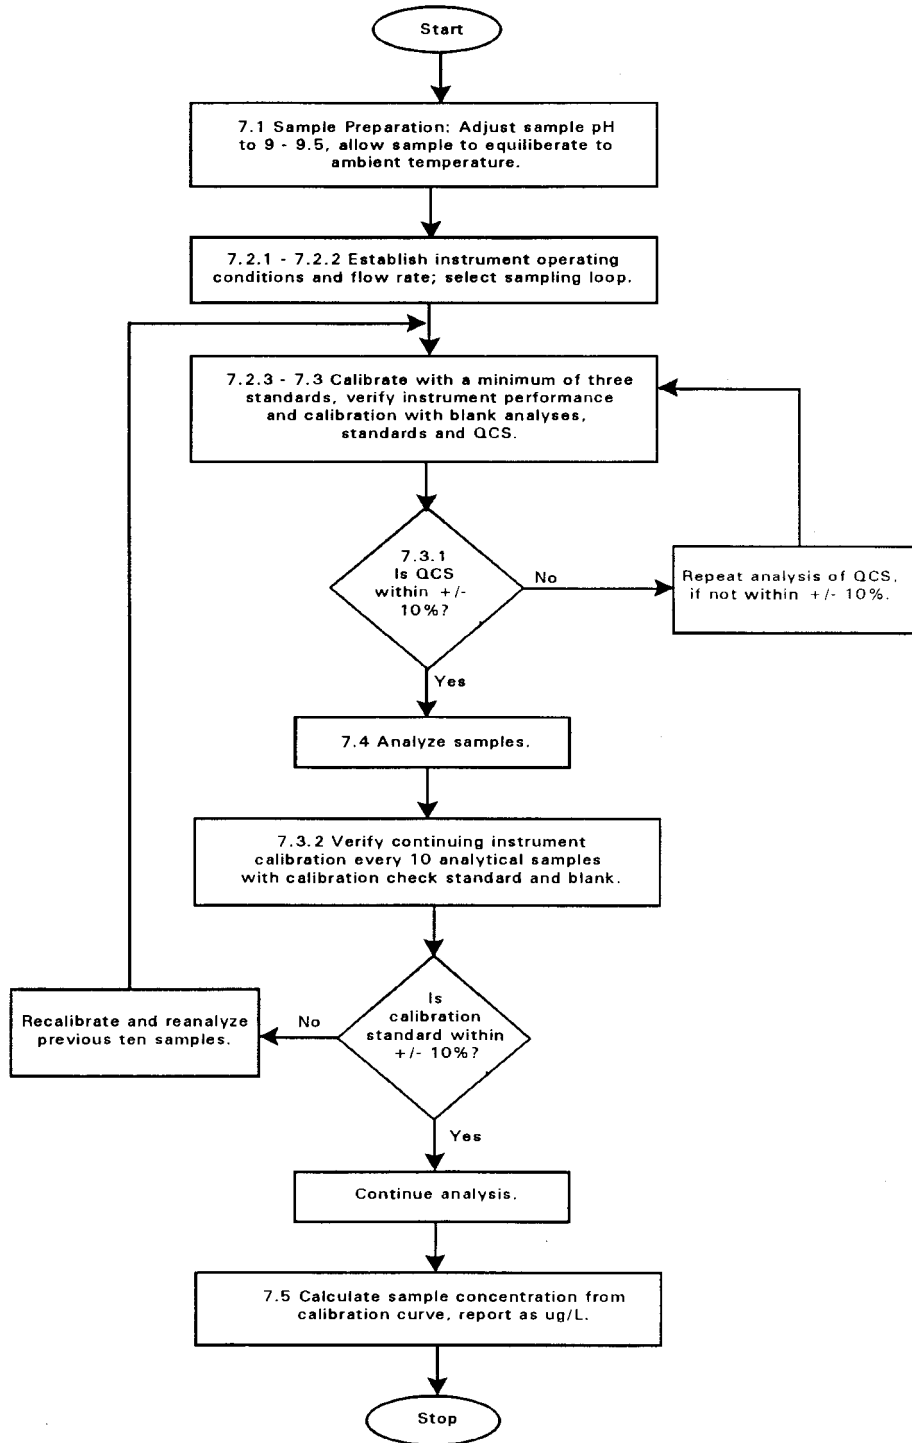 Start
7.1 Sample Preparation: Adjust sample pH
to 9 - 9.5, allow sample to equiliberate to
ambient temperature.
7.2.1 - 7.2.2 Establish instrument operating
conditions and flow rate; select sampling loop.
7.2.3 - 7.3 Calibrate with a minimum of three
standards, verify instrument performance
and calibration with blank analyses,
standards and QCS.
7.3.1
Is QCS
within +/-
10%?
No
Repeat analysis of QCS,
if not within +/- 10%.
Yes
7.4 Analyze samples.
7.3.2 Verify continuing instrument
calibration every 10 analytical samples
with calibration check standard and blank.
Is
calibration
standard within
+/- 10%?
No
Recalibrate and reanalyze
previous ten samples.
Yes
Continue analysis.
7.5 Calculate sample concentration from
calibration curve, report as ug/L.
Stop